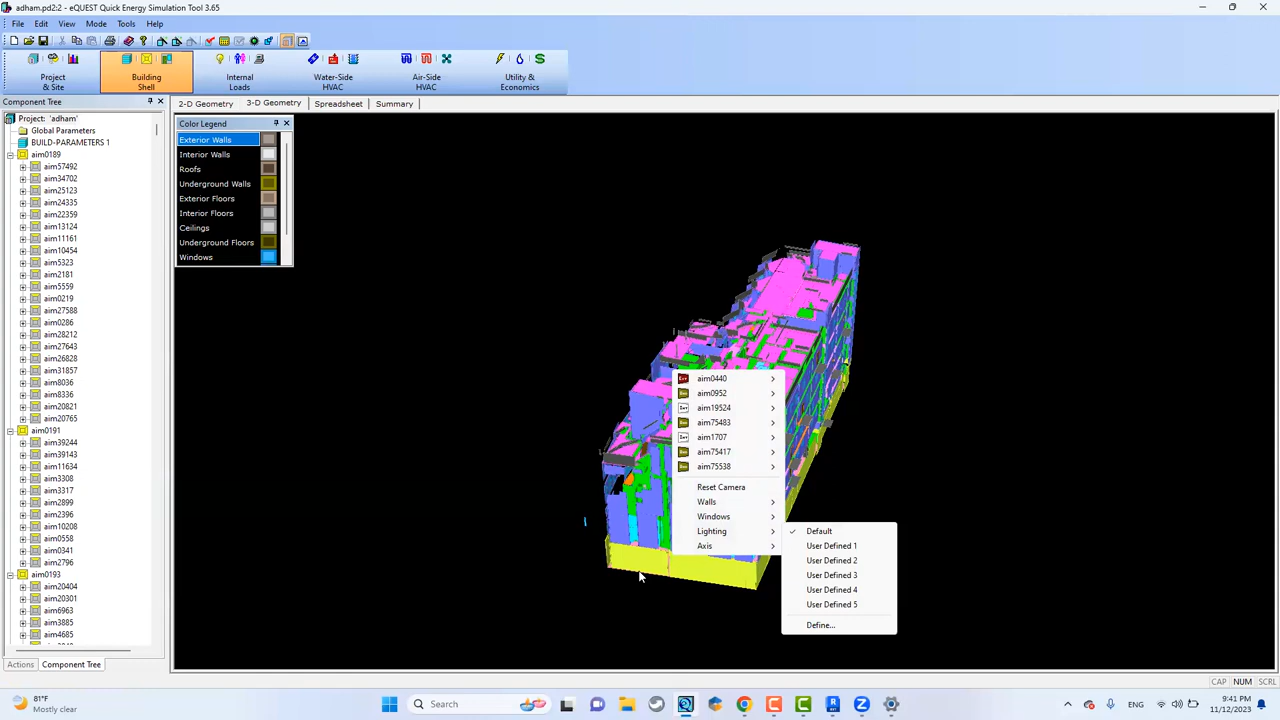 adham.pd2:2 - eQUEST Quick Energy Simulation Tool 3.65
File Edit View Mode Tools Help
Project & Site
Building Shell
Internal Loads
Water-Side HVAC
Air-Side HVAC
Utility & Economics
Component Tree
2-D Geometry 3-D Geometry Spreadsheet Summary
Project: 'adham'
Global Parameters
BUILD-PARAMETERS 1
aim0189
aim57492
aim34702
aim25123
aim24335
aim22359
aim13124
aim11161
aim10454
aim5323
aim2181
aim5559
aim0219
aim27588
aim0286
aim28212
aim27643
aim26828
aim31857
aim8036
aim8336
aim20821
aim20765
aim0191
aim39244
aim39143
aim11634
aim3308
aim3317
aim2899
aim2396
aim10208
aim0558
aim0341
aim2796
aim0193
aim20404
aim20301
aim6963
aim3885
aim4685
Actions Component Tree
Color Legend
Exterior Walls
Interior Walls
Roofs
Underground Walls
Exterior Floors
Interior Floors
Ceilings
Underground Floors
Windows
aim0440
aim0952
aim19524
aim75483
aim1707
aim75417
aim75538
Reset Camera
Walls
Windows
Lighting
Axis
Default
User Defined 1
User Defined 2
User Defined 3
User Defined 4
User Defined 5
Define...
CAP NUM SCRL
81°F
Mostly clear
Search
ENG
9:41 PM
11/12/2023